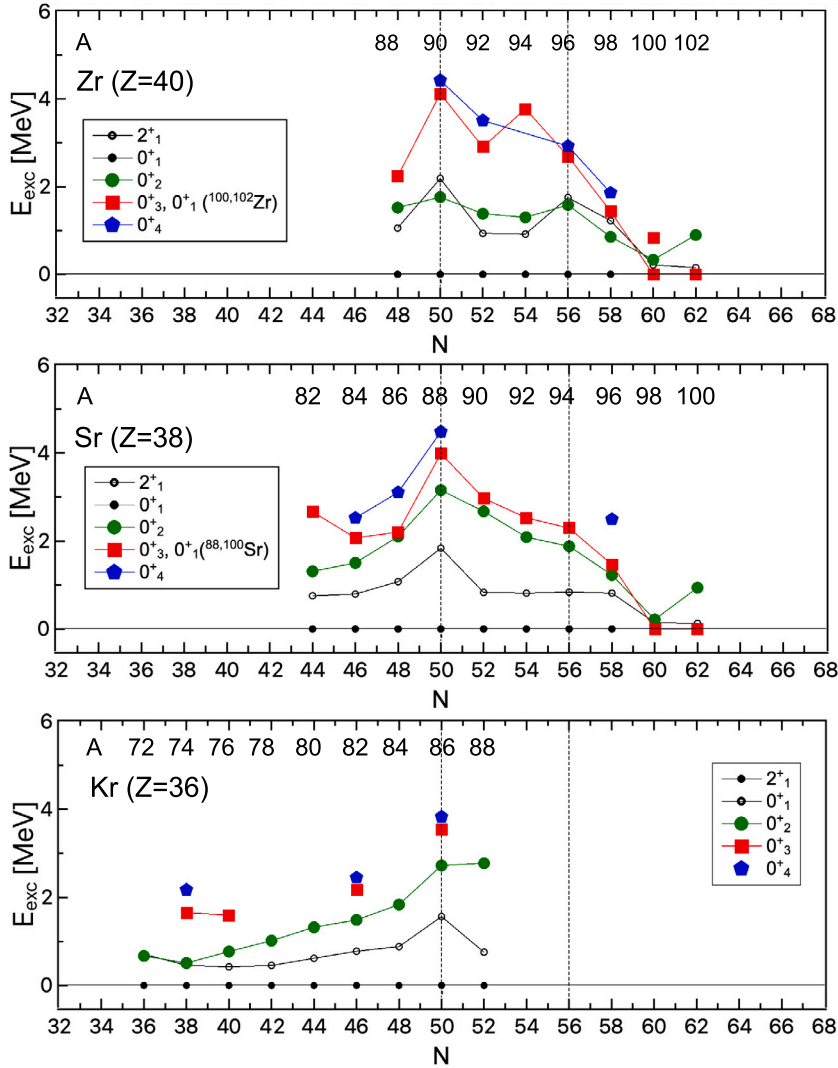 6
A 88 90 92 94 96 98 100 102
Zr (Z=40)
4
2⁺₁
0⁺₁
0⁺₂
0⁺₃, 0⁺₁ (¹⁰⁰,¹⁰²Zr)
0⁺₄
2
0
E_exc [MeV]
32 34 36 38 40 42 44 46 48 50 52 54 56 58 60 62 64 66 68
N
6
A 82 84 86 88 90 92 94 96 98 100
Sr (Z=38)
4
2⁺₁
0⁺₁
0⁺₂
0⁺₃, 0⁺₁(⁸⁸,¹⁰⁰Sr)
0⁺₄
2
0
E_exc [MeV]
32 34 36 38 40 42 44 46 48 50 52 54 56 58 60 62 64 66 68
N
6
A 72 74 76 78 80 82 84 86 88
Kr (Z=36)
4
2⁺₁
0⁺₁
0⁺₂
0⁺₃
0⁺₄
2
0
E_exc [MeV]
32 34 36 38 40 42 44 46 48 50 52 54 56 58 60 62 64 66 68
N